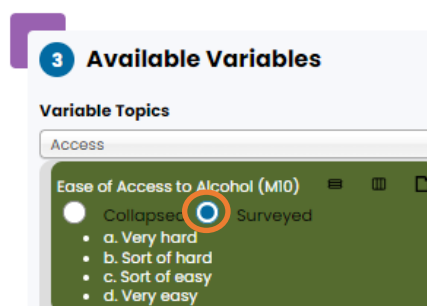 3 Available Variables
Variable Topics
Access
Ease of Access to Alcohol (M10)
Collapsed Surveyed
a. Very hard
b. Sort of hard
c. Sort of easy
d. Very easy